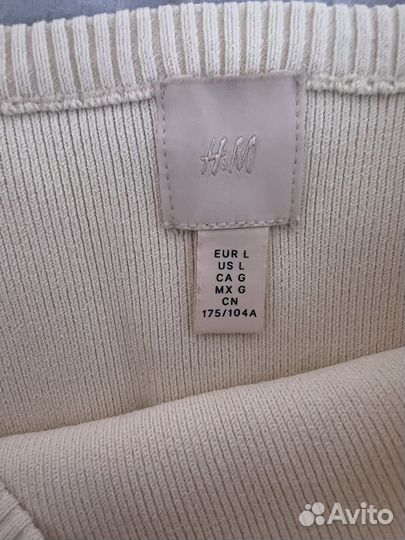 H&M
EUR L
US L
CA G
MX G
CN
175/104A
Avito